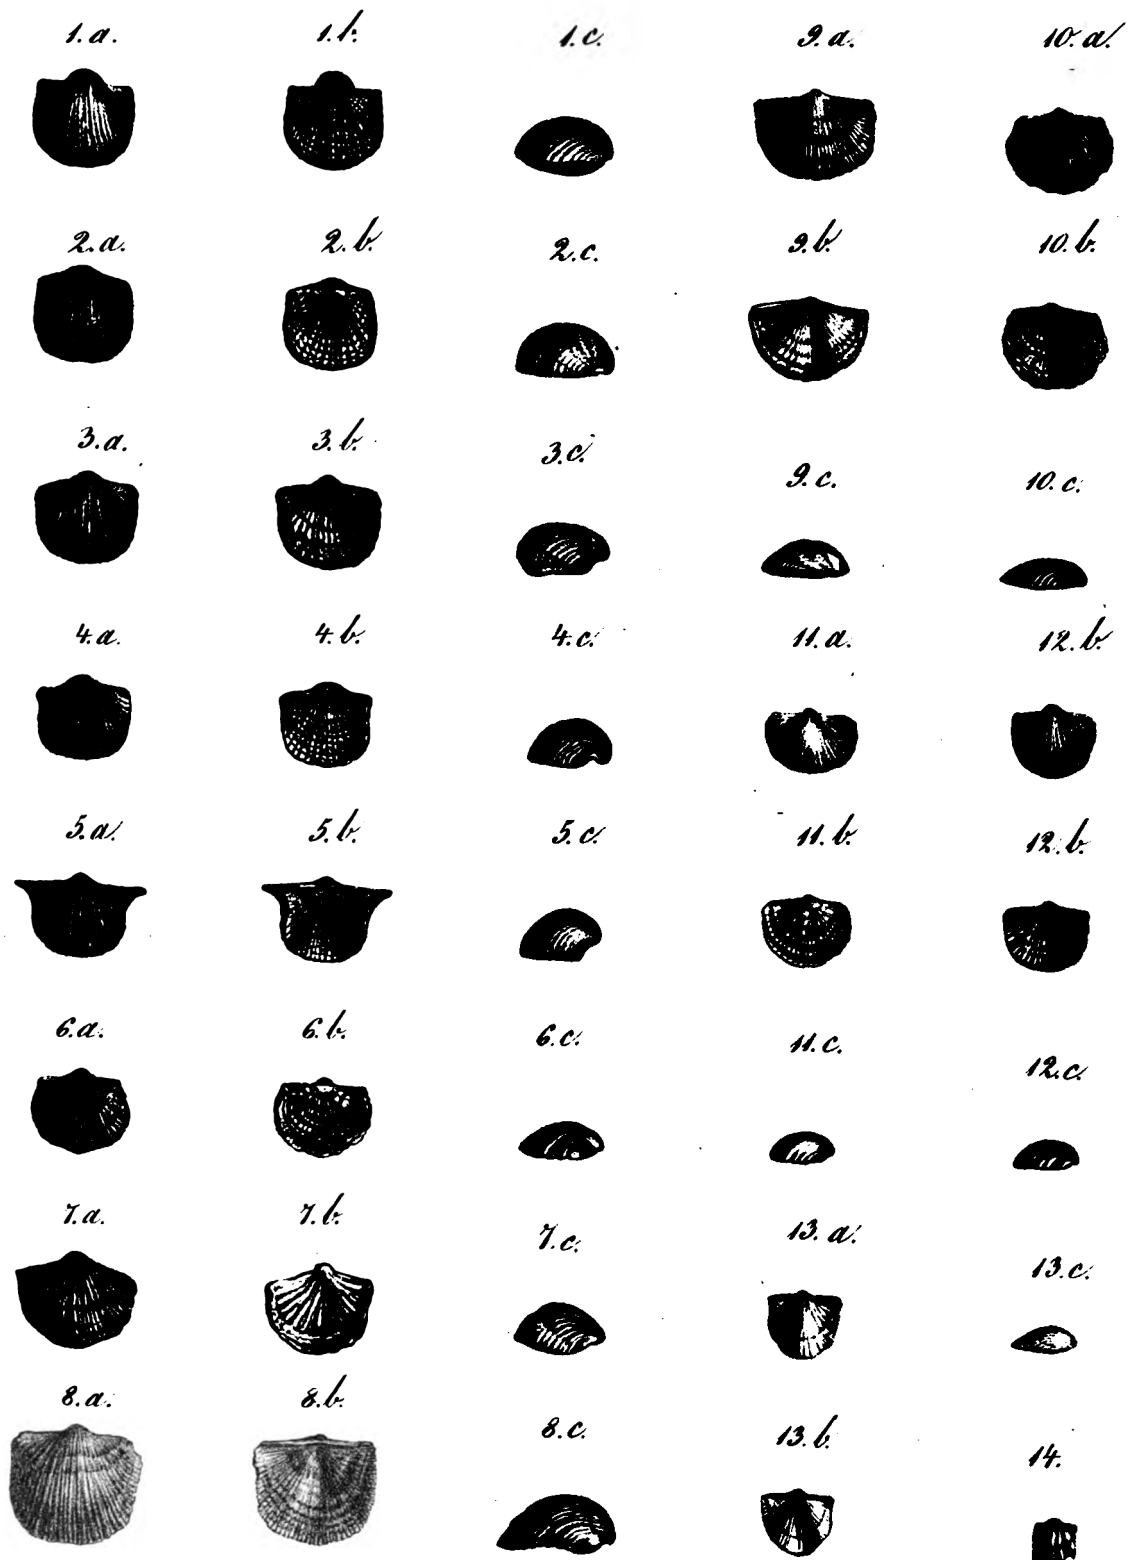 1.a. 1.b. 1.c. 9.a. 10.a.
2.a. 2.b. 2.c. 9.b. 10.b.
3.a. 3.b. 3.c. 9.c. 10.c.
4.a. 4.b. 4.c. 11.a. 12.b.
5.a. 5.b. 5.c. 11.b. 12.b.
6.a. 6.b. 6.c. 11.c. 12.c.
7.a. 7.b. 7.c. 13.a. 13.c.
8.a. 8.b. 8.c. 13.b. 14.